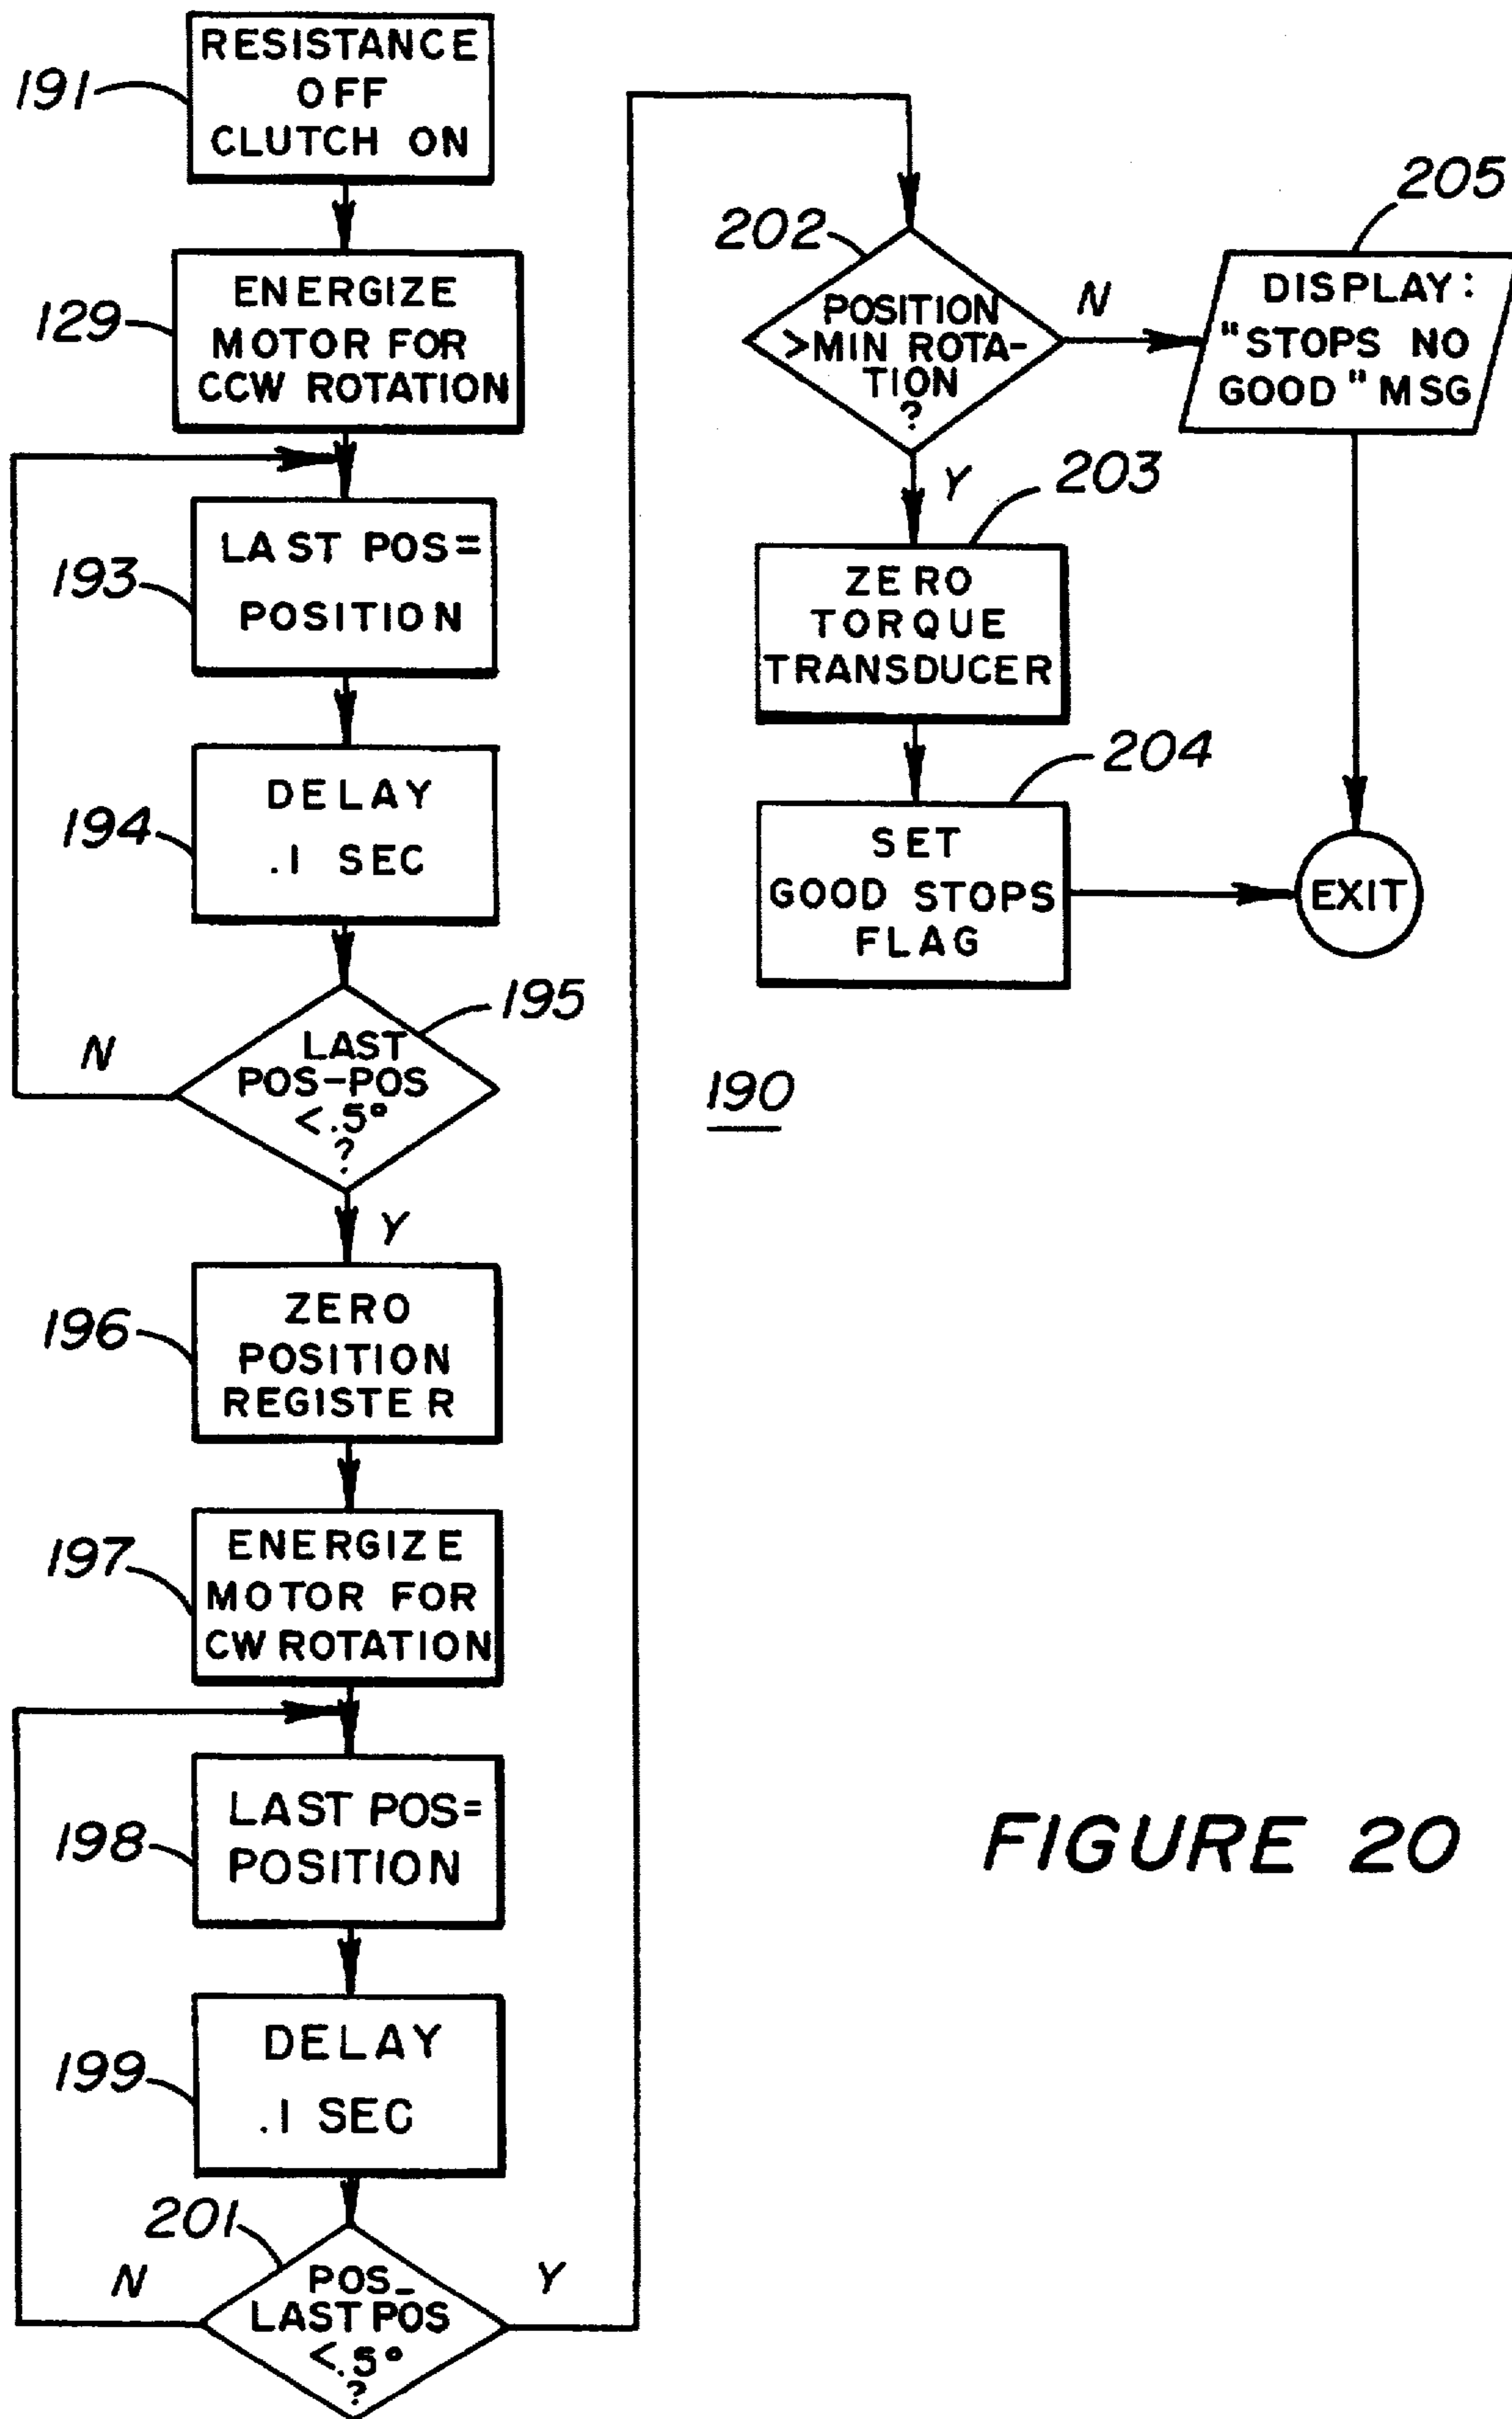 191
RESISTANCE
OFF
CLUTCH ON
129
ENERGIZE
MOTOR FOR
CCW ROTATION
193
LAST POS=
POSITION
194
DELAY
.1 SEC
195
LAST
POS-POS
<.5°
?
N
Y
196
ZERO
POSITION
REGISTER
197
ENERGIZE
MOTOR FOR
CW ROTATION
198
LAST POS=
POSITION
199
DELAY
.1 SEC
201
POS-
LAST POS
<.5°
?
N
Y
202
POSITION
>MIN ROTA-
TION
?
N
Y
205
DISPLAY:
"STOPS NO
GOOD" MSG
203
ZERO
TORQUE
TRANSDUCER
204
SET
GOOD STOPS
FLAG
EXIT
190
FIGURE 20